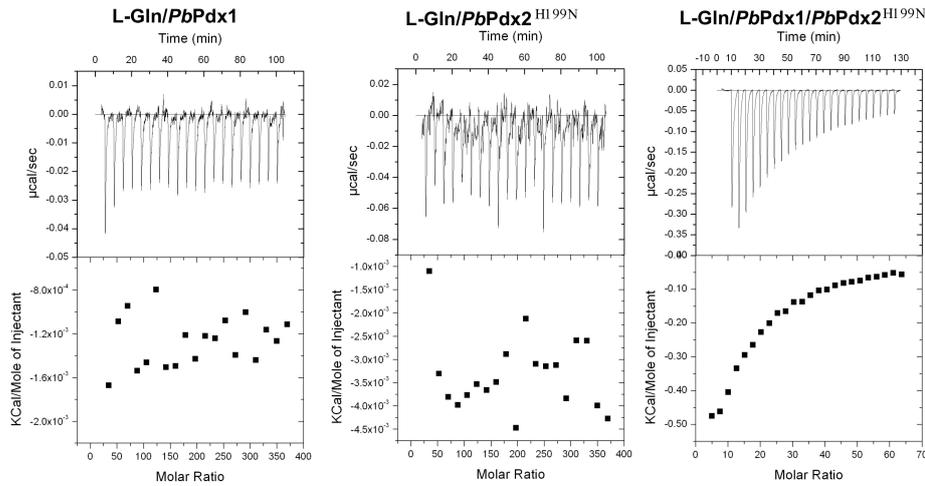 L-Gln/PbPdx1
Time (min)
0 20 40 60 80 100
0.01
0.00
-0.01
-0.02
-0.03
-0.04
-0.05
µcal/sec
-8.0x10⁻⁴
-1.2x10⁻³
-1.6x10⁻³
-2.0x10⁻³
KCal/Mole of Injectant
0 50 100 150 200 250 300 350 400
Molar Ratio
L-Gln/PbPdx2H199N
Time (min)
0 20 40 60 80 100
0.02
0.00
-0.02
-0.04
-0.06
-0.08
µcal/sec
-1.0x10⁻³
-1.5x10⁻³
-2.0x10⁻³
-2.5x10⁻³
-3.0x10⁻³
-3.5x10⁻³
-4.0x10⁻³
-4.5x10⁻³
KCal/Mole of Injectant
0 50 100 150 200 250 300 350 400
Molar Ratio
L-Gln/PbPdx1/PbPdx2H199N
Time (min)
-10 0 10 20 30 40 50 60 70 80 90 100 110 120 130
0.05
0.00
-0.05
-0.10
-0.15
-0.20
-0.25
-0.30
-0.35
µcal/sec
-0.10
-0.20
-0.30
-0.40
-0.50
KCal/Mole of Injectant
0 10 20 30 40 50 60 70
Molar Ratio